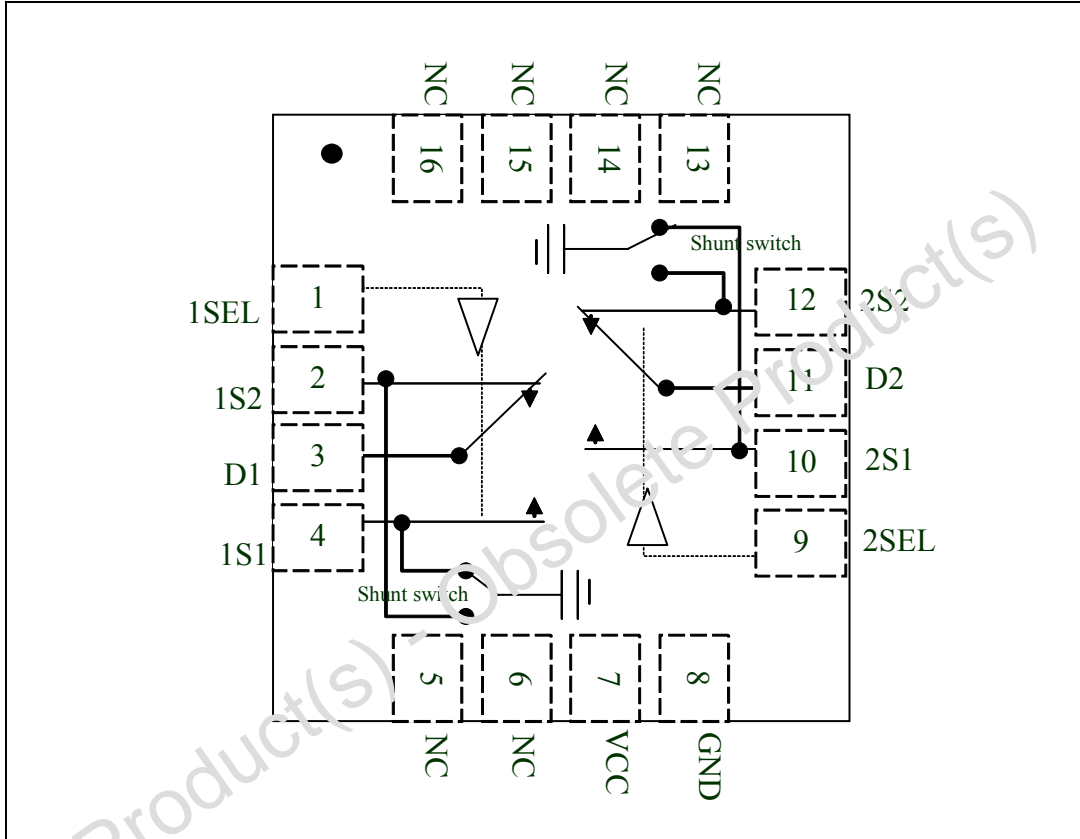 NC NC NC NC
16 15 14 13
Shunt switch
1SEL 1 12 2S2
1S2 2 11 D2
D1 3 10 2S1
1S1 4 9 2SEL
Shunt switch
5 6 7 8
NC NC VCC GND
Product(s) - Obsolete Product(s)